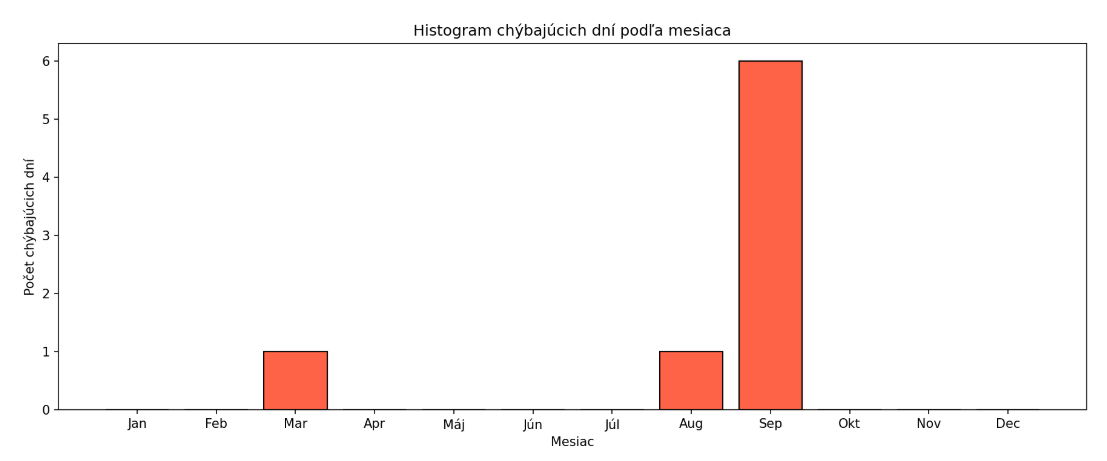 Histogram chýbajúcich dní podľa mesiaca
Počet chýbajúcich dní
6
5
4
3
2
1
0
Jan Feb Mar Apr Máj Jún Júl Aug Sep Okt Nov Dec
Mesiac